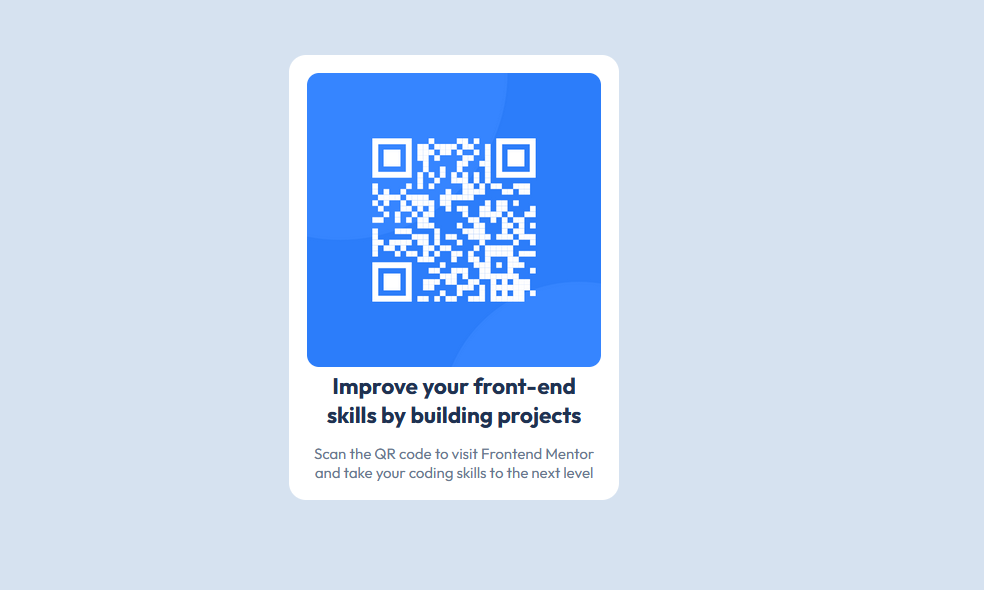 Improve your front-end
skills by building projects
Scan the QR code to visit Frontend Mentor
and take your coding skills to the next level